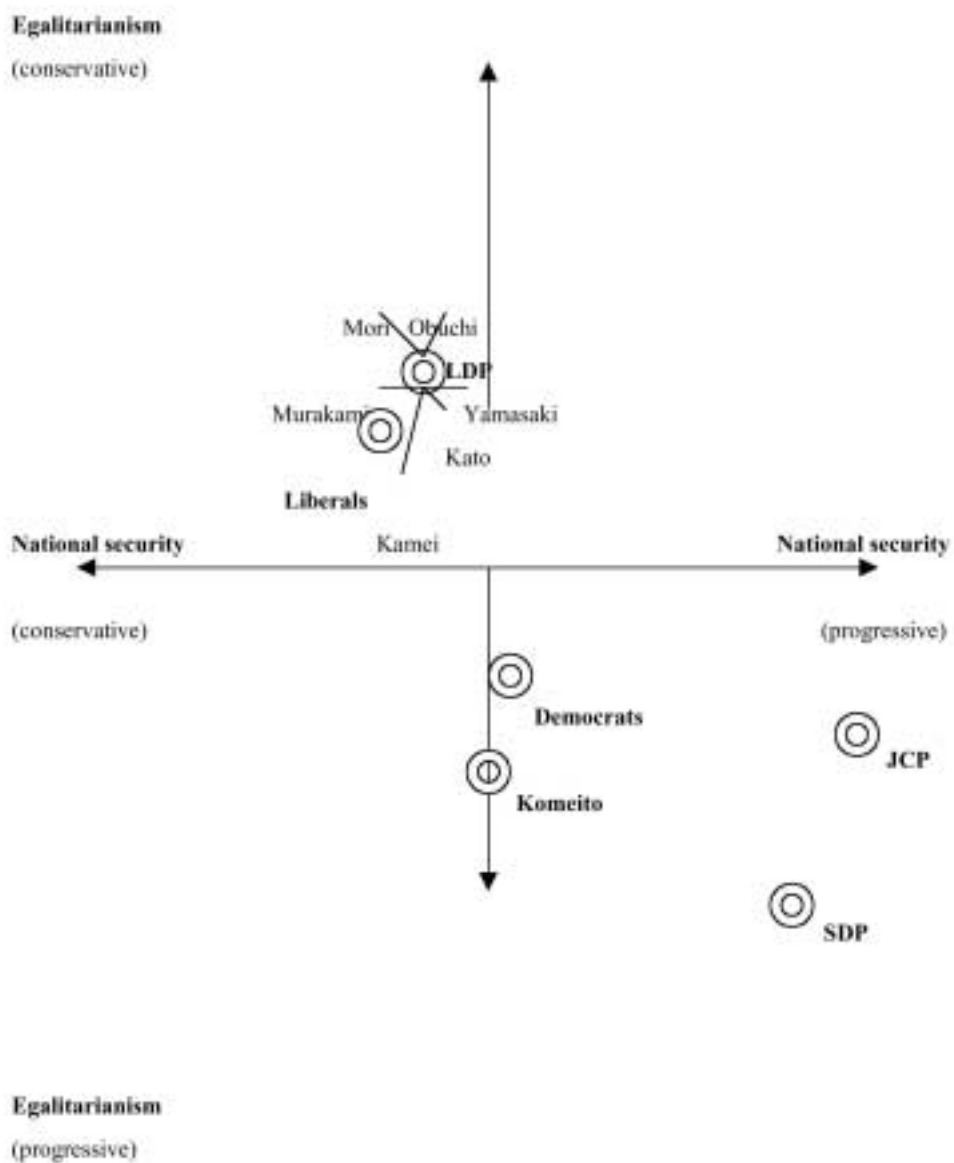 Egalitarianism
(conservative)
Mori Obuchi
LDP
Murakami Yamasaki
Kato
Liberals
National security Kamei National security
(conservative) (progressive)
Democrats
JCP
Komeito
SDP
Egalitarianism
(progressive)